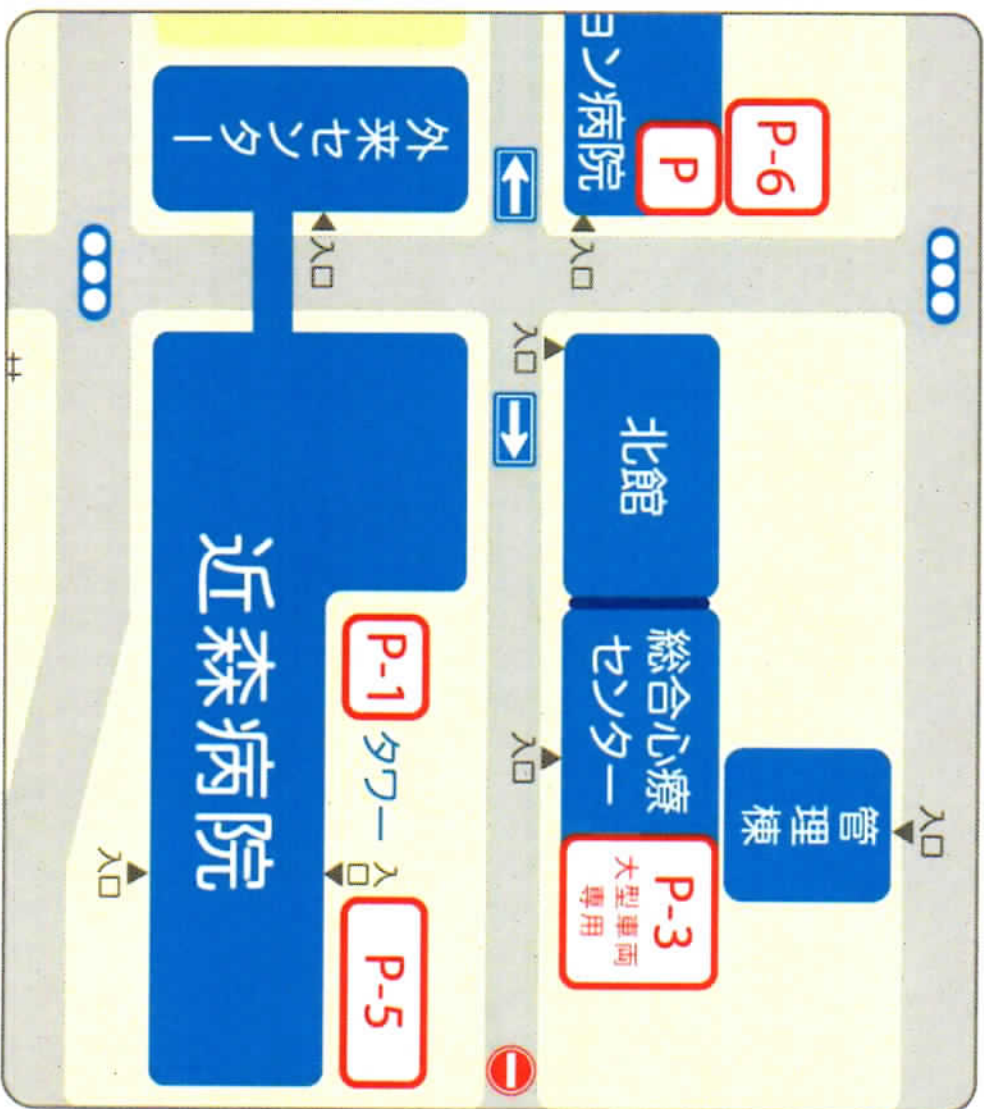 入口
管理棟
P-6
P
ョン病院
入口
北館
入口
総合心療
センター
入口
P-3
大型車両
専用
外来センター
入口
P-1
タワー
入口
P-5
近森病院
入口